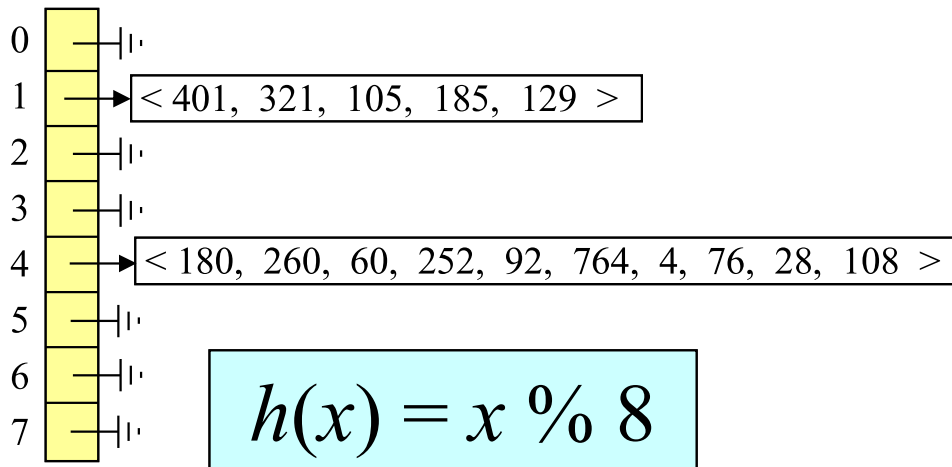 0
1 < 401, 321, 105, 185, 129 >
2
3
4 < 180, 260, 60, 252, 92, 764, 4, 76, 28, 108 >
5
6
7
h(x) = x % 8